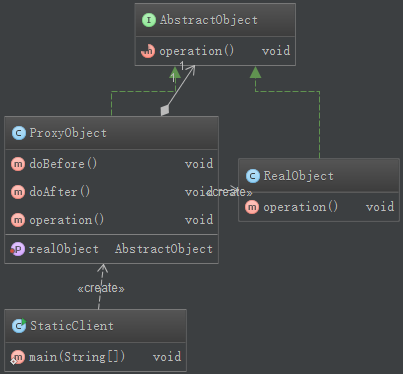 AbstractObject
operation() void
1
1
ProxyObject
doBefore() void
doAfter() void
operation() void
realObject AbstractObject
«create»
RealObject
operation() void
«create»
StaticClient
main(String[]) void